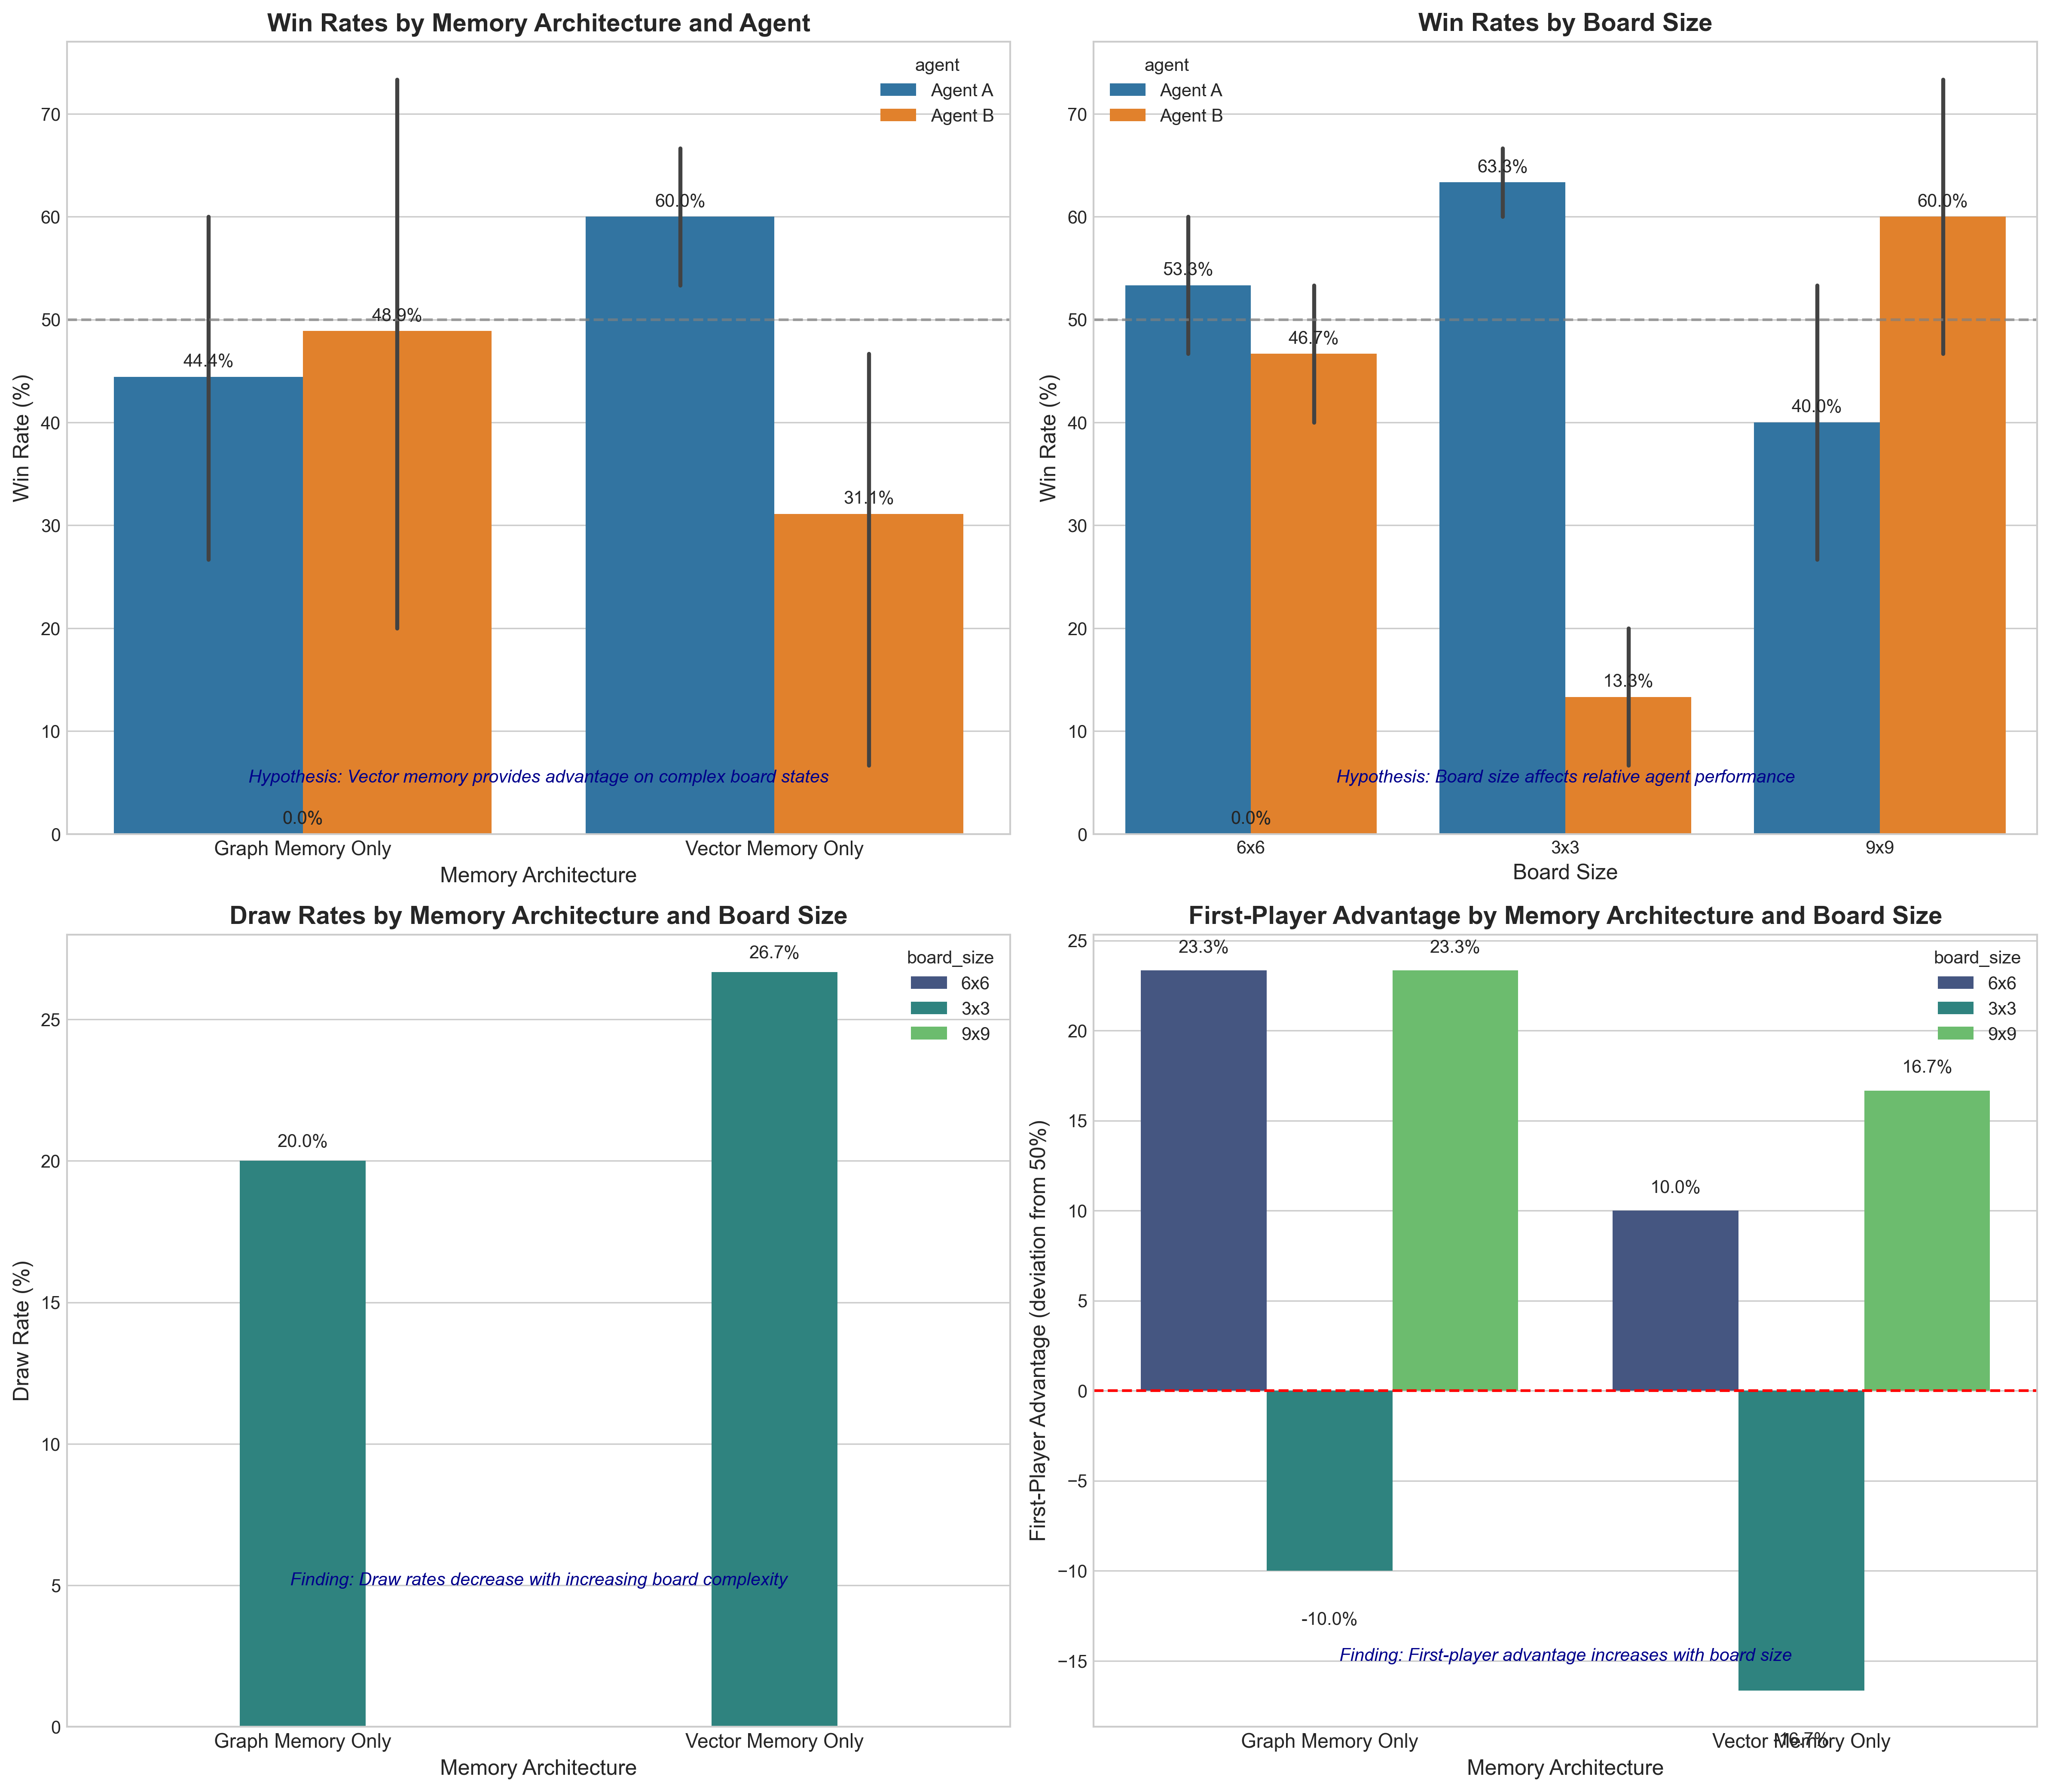 Win Rates by Memory Architecture and Agent
agent
Agent A
Agent B
Win Rate (%)
70
60
50
40
30
20
10
0
44.4%
48.9%
60.0%
31.1%
Hypothesis: Vector memory provides advantage on complex board states
0.0%
Graph Memory Only
Vector Memory Only
Memory Architecture
Win Rates by Board Size
agent
Agent A
Agent B
Win Rate (%)
70
60
50
40
30
20
10
0
53.3%
46.7%
63.3%
13.3%
40.0%
60.0%
Hypothesis: Board size affects relative agent performance
0.0%
6x6
3x3
9x9
Board Size
Draw Rates by Memory Architecture and Board Size
board_size
6x6
3x3
9x9
Draw Rate (%)
25
20
15
10
5
0
20.0%
26.7%
Finding: Draw rates decrease with increasing board complexity
Graph Memory Only
Vector Memory Only
Memory Architecture
First-Player Advantage by Memory Architecture and Board Size
board_size
6x6
3x3
9x9
First-Player Advantage (deviation from 50%)
25
20
15
10
5
0
−5
−10
−15
23.3%
-10.0%
23.3%
10.0%
-16.7%
16.7%
Finding: First-player advantage increases with board size
Graph Memory Only
Vector Memory Only
Memory Architecture